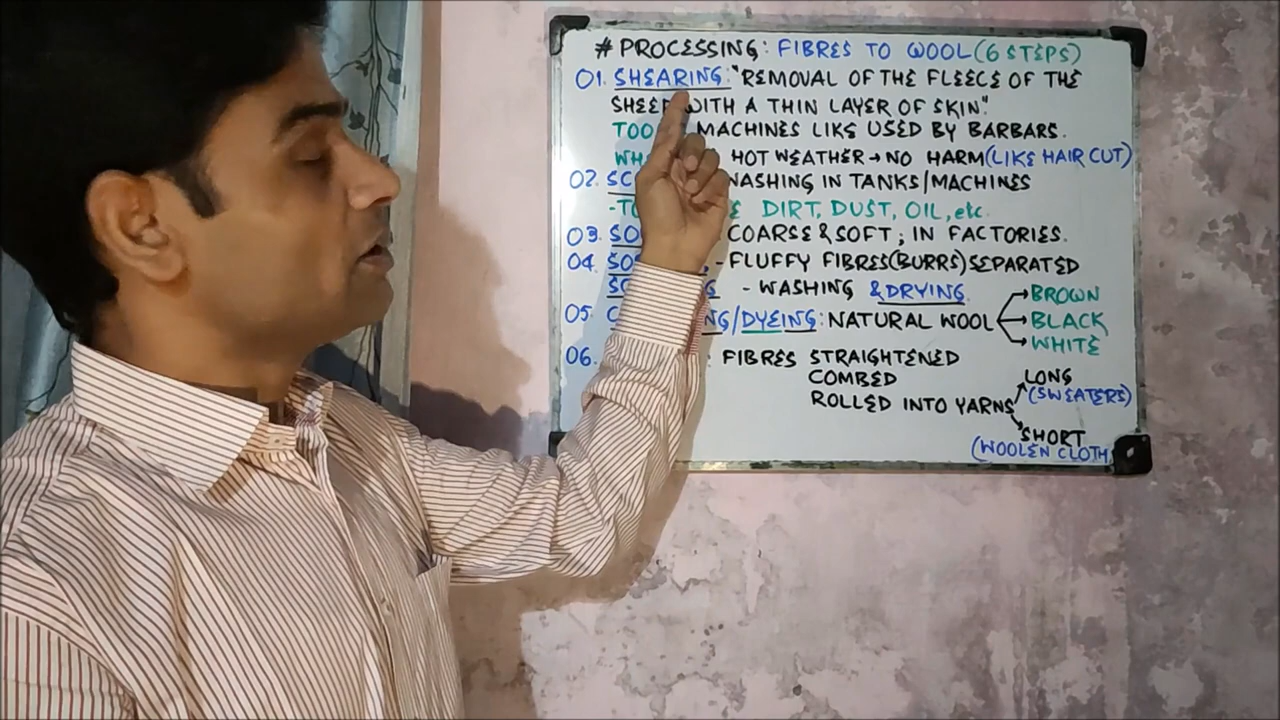 # PROCESSING: FIBRES TO WOOL (6 STEPS)
01. SHEARING: "REMOVAL OF THE FLEECE OF THE
SHEEP WITH A THIN LAYER OF SKIN".
MACHINES LIKE USED BY BARBARS.
HOT WEATHER → NO HARM (LIKE HAIR CUT)
02. WASHING IN TANKS/MACHINES
DIRT, DUST, OIL, etc.
03. COARSE & SOFT ; IN FACTORIES.
04. - FLUFFY FIBRES (BURRS) SEPARATED
- WASHING & DRYING
05. /DYEING: NATURAL WOOL → BROWN
→ BLACK
→ WHITE
06. : FIBRES STRAIGHTENED
COMBED
ROLLED INTO YARNS → LONG
(SWEATERS)
→ SHORT
(WOOLEN CLOTH